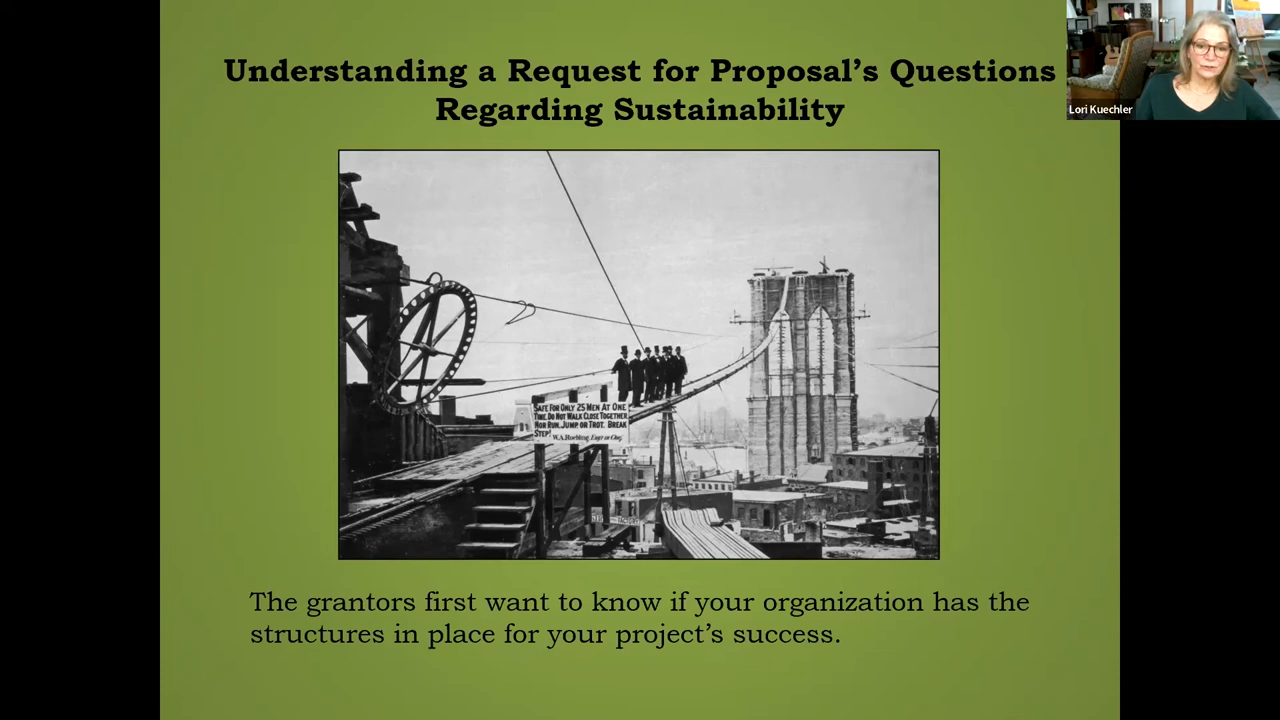 Understanding a Request for Proposal’s Questions
Regarding Sustainability
Lori Kuechler
SAFE FOR ONLY 25 MEN AT ONE
TIME. DO NOT WALK CLOSE TOGETHER,
NOR RUN, JUMP, OR TROT. BREAK
STEP!
W.A. Roebling, Engr in Chief.
The grantors first want to know if your organization has the
structures in place for your project’s success.